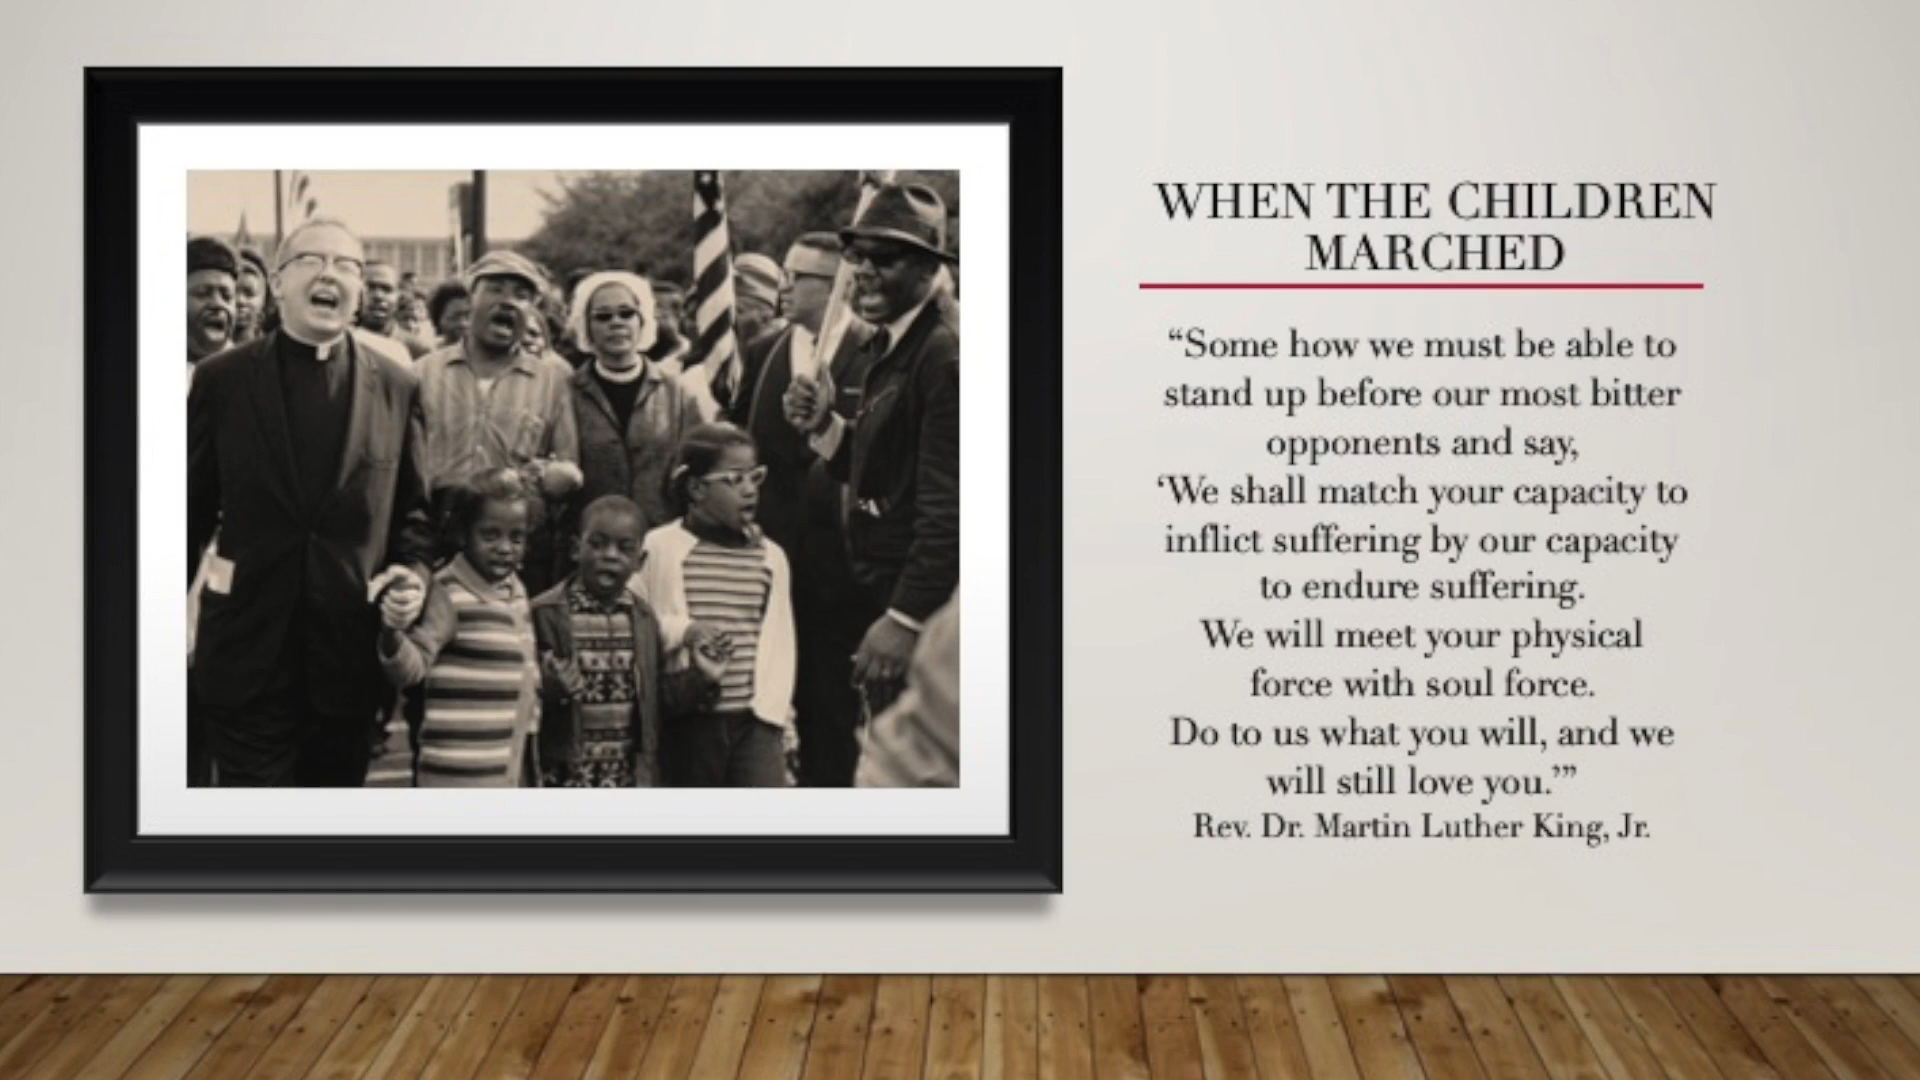 WHEN THE CHILDREN
MARCHED
“Some how we must be able to
stand up before our most bitter
opponents and say,
‘We shall match your capacity to
inflict suffering by our capacity
to endure suffering.
We will meet your physical
force with soul force.
Do to us what you will, and we
will still love you.’”
Rev. Dr. Martin Luther King, Jr.